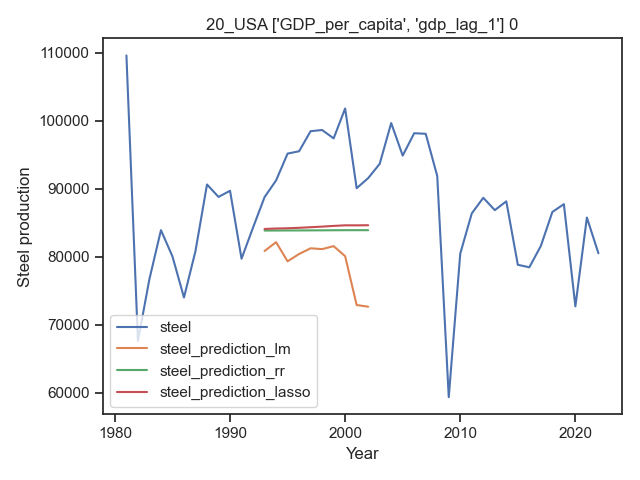 20_USA ['GDP_per_capita', 'gdp_lag_1'] 0
110000
100000
90000
80000
70000
60000
Steel production
steel
steel_prediction_lm
steel_prediction_rr
steel_prediction_lasso
1980
1990
2000
2010
2020
Year